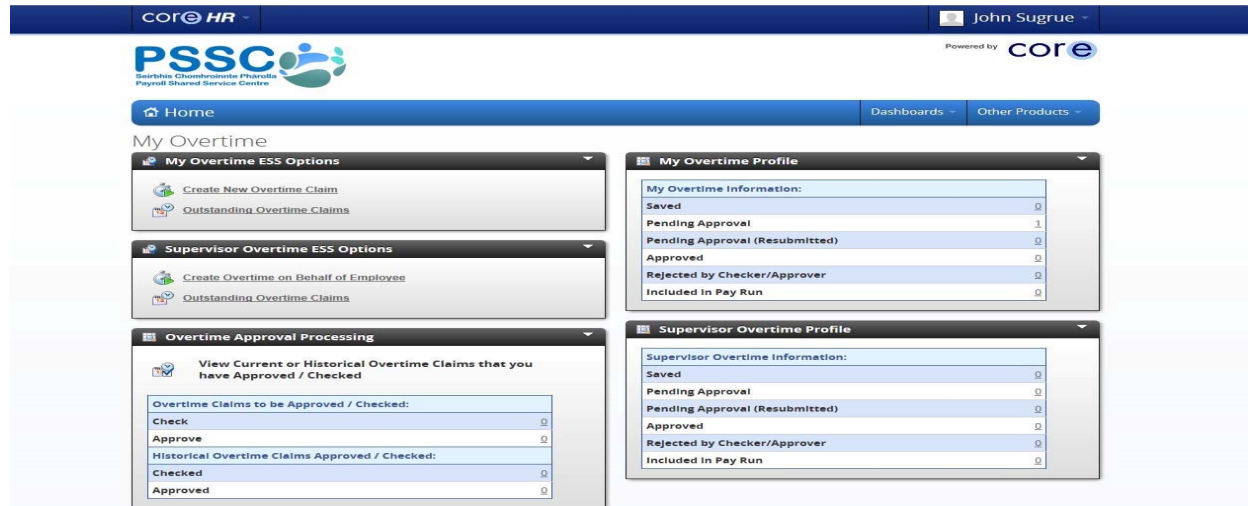 core HR
John Sugrue
PSSC
Seirbhís Chomhroinnte Phárolla
Payroll Shared Service Centre
Powered by core
Home
Dashboards
Other Products
My Overtime
My Overtime ESS Options
Create New Overtime Claim
Outstanding Overtime Claims
Supervisor Overtime ESS Options
Create Overtime on Behalf of Employee
Outstanding Overtime Claims
Overtime Approval Processing
View Current or Historical Overtime Claims that you
have Approved / Checked
Overtime Claims to be Approved / Checked:
Check 0
Approve 0
Historical Overtime Claims Approved / Checked:
Checked 0
Approved 0
My Overtime Profile
My Overtime Information:
Saved 0
Pending Approval 1
Pending Approval (Resubmitted) 0
Approved 0
Rejected by Checker/Approver 0
Included in Pay Run 0
Supervisor Overtime Profile
Supervisor Overtime Information:
Saved 0
Pending Approval 0
Pending Approval (Resubmitted) 0
Approved 0
Rejected by Checker/Approver 0
Included in Pay Run 0